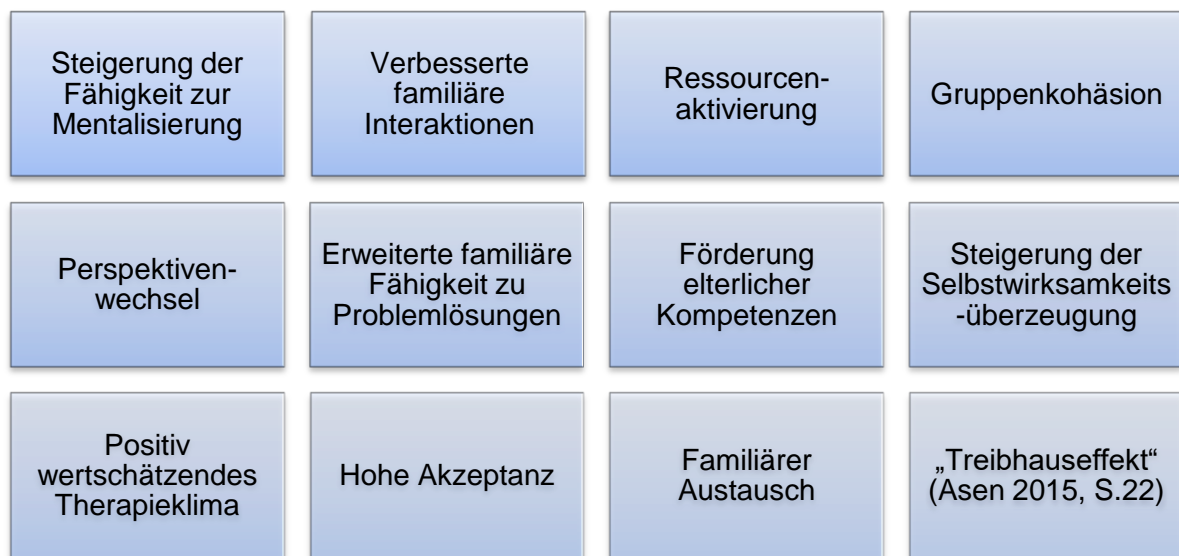 Steigerung der
Fähigkeit zur
Mentalisierung
Verbesserte
familiäre
Interaktionen
Ressourcen-
aktivierung
Gruppenkohäsion
Perspektiven-
wechsel
Erweiterte familiäre
Fähigkeit zu
Problemlösungen
Förderung
elterlicher
Kompetenzen
Steigerung der
Selbstwirksamkeits
-überzeugung
Positiv
wertschätzendes
Therapieklima
Hohe Akzeptanz
Familiärer
Austausch
„Treibhauseffekt“
(Asen 2015, S.22)